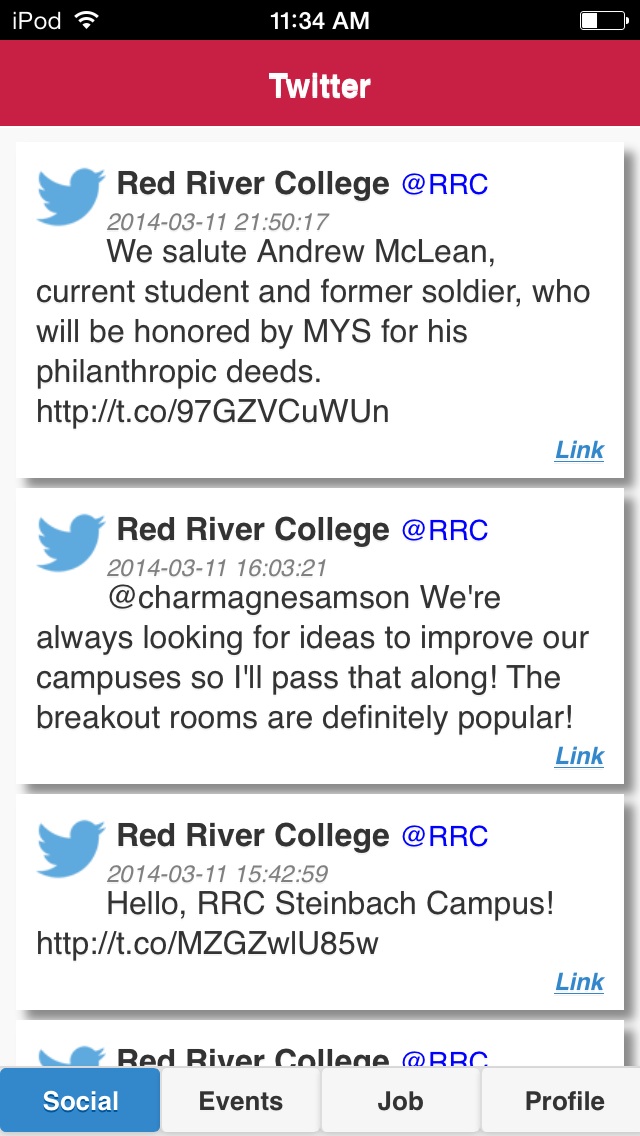 iPod 11:34 AM
Twitter
Red River College @RRC
2014-03-11 21:50:17
We salute Andrew McLean,
current student and former soldier, who
will be honored by MYS for his
philanthropic deeds.
http://t.co/97GZVCuWUn
Link
Red River College @RRC
2014-03-11 16:03:21
@charmagnesamson We're
always looking for ideas to improve our
campuses so I'll pass that along! The
breakout rooms are definitely popular!
Link
Red River College @RRC
2014-03-11 15:42:59
Hello, RRC Steinbach Campus!
http://t.co/MZGZwlU85w
Link
Red River College @RRC
Social Events Job Profile